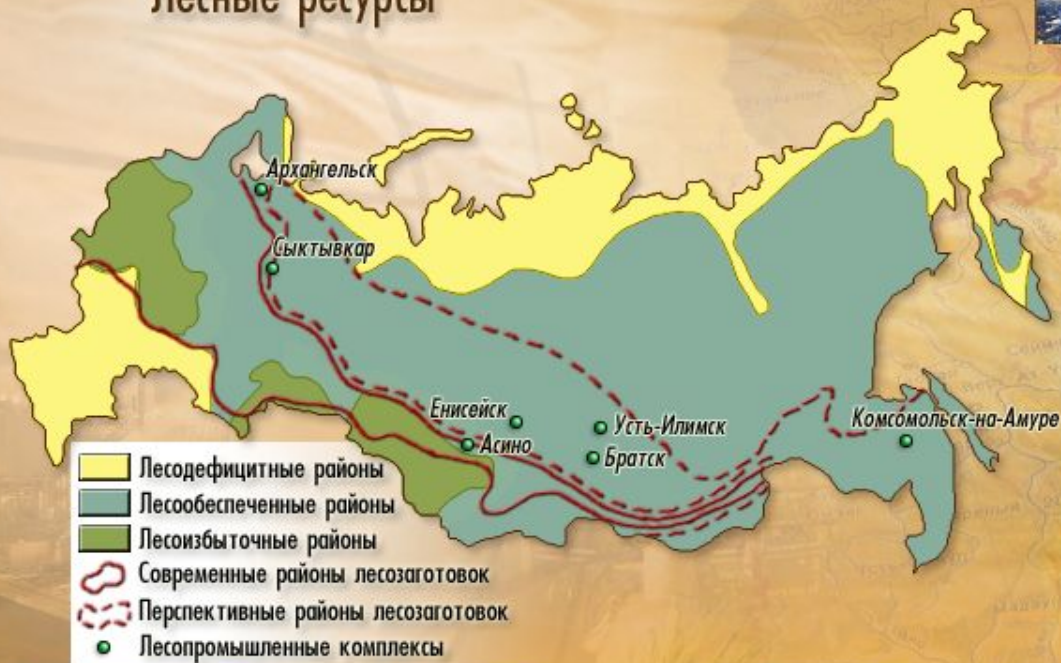 Лесные ресурсы
Архангельск
Сыктывкар
Енисейск
Усть-Илимск
Комсомольск-на-Амуре
Асино
Братск
Лесодефицитные районы
Лесообеспеченные районы
Лесоизбыточные районы
Современные районы лесозаготовок
Перспективные районы лесозаготовок
Лесопромышленные комплексы